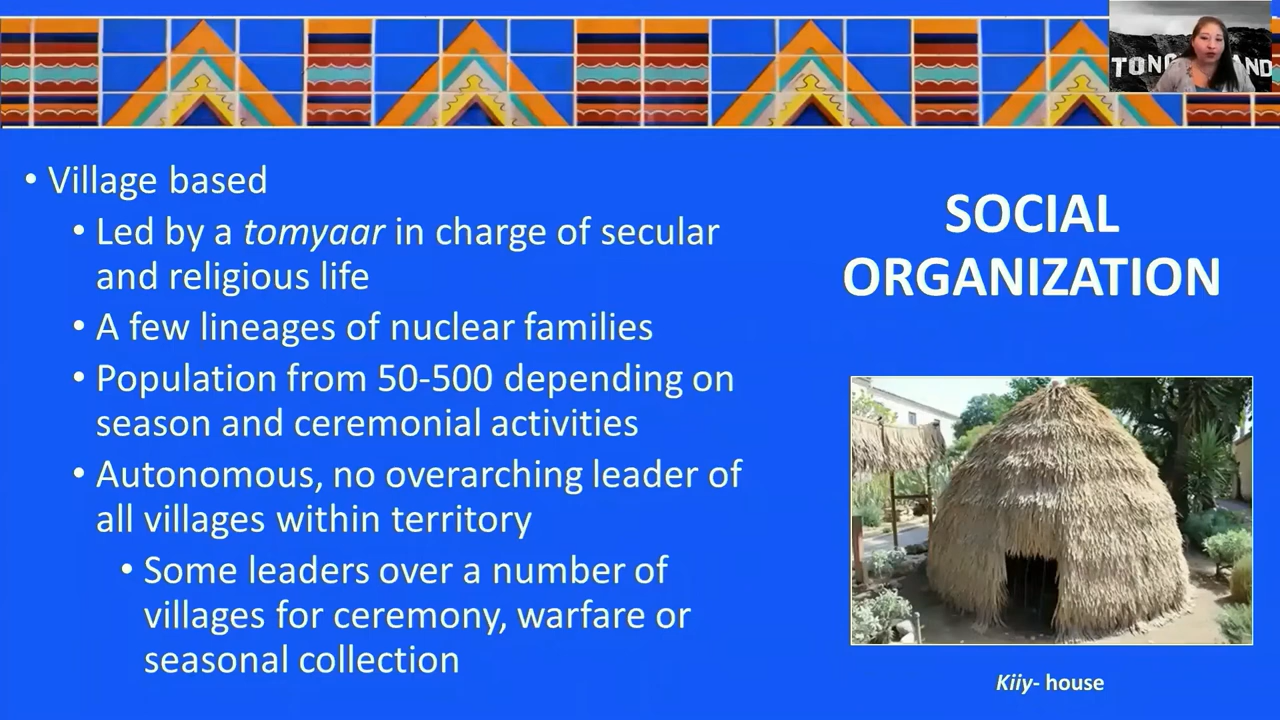 TONG AND
• Village based
• Led by a tomyaar in charge of secular
and religious life
• A few lineages of nuclear families
• Population from 50-500 depending on
season and ceremonial activities
• Autonomous, no overarching leader of
all villages within territory
• Some leaders over a number of
villages for ceremony, warfare or
seasonal collection
SOCIAL
ORGANIZATION
Kiiy- house